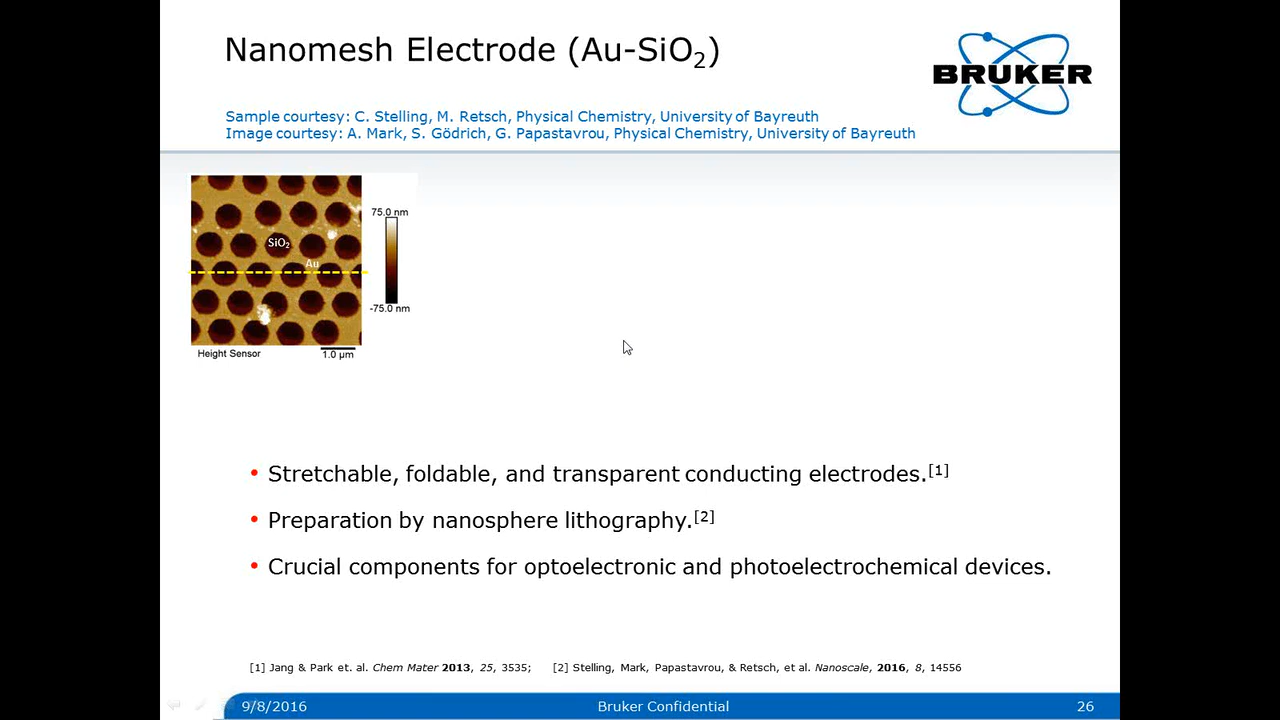 Nanomesh Electrode (Au-SiO₂)
BRUKER
Sample courtesy: C. Stelling, M. Retsch, Physical Chemistry, University of Bayreuth
Image courtesy: A. Mark, S. Gödrich, G. Papastavrou, Physical Chemistry, University of Bayreuth
75.0 nm
SiO₂
Au
-75.0 nm
Height Sensor
1.0 µm
• Stretchable, foldable, and transparent conducting electrodes.[1]
• Preparation by nanosphere lithography.[2]
• Crucial components for optoelectronic and photoelectrochemical devices.
[1] Jang & Park et. al. Chem Mater 2013, 25, 3535; [2] Stelling, Mark, Papastavrou, & Retsch, et al. Nanoscale, 2016, 8, 14556
9/8/2016 Bruker Confidential 26